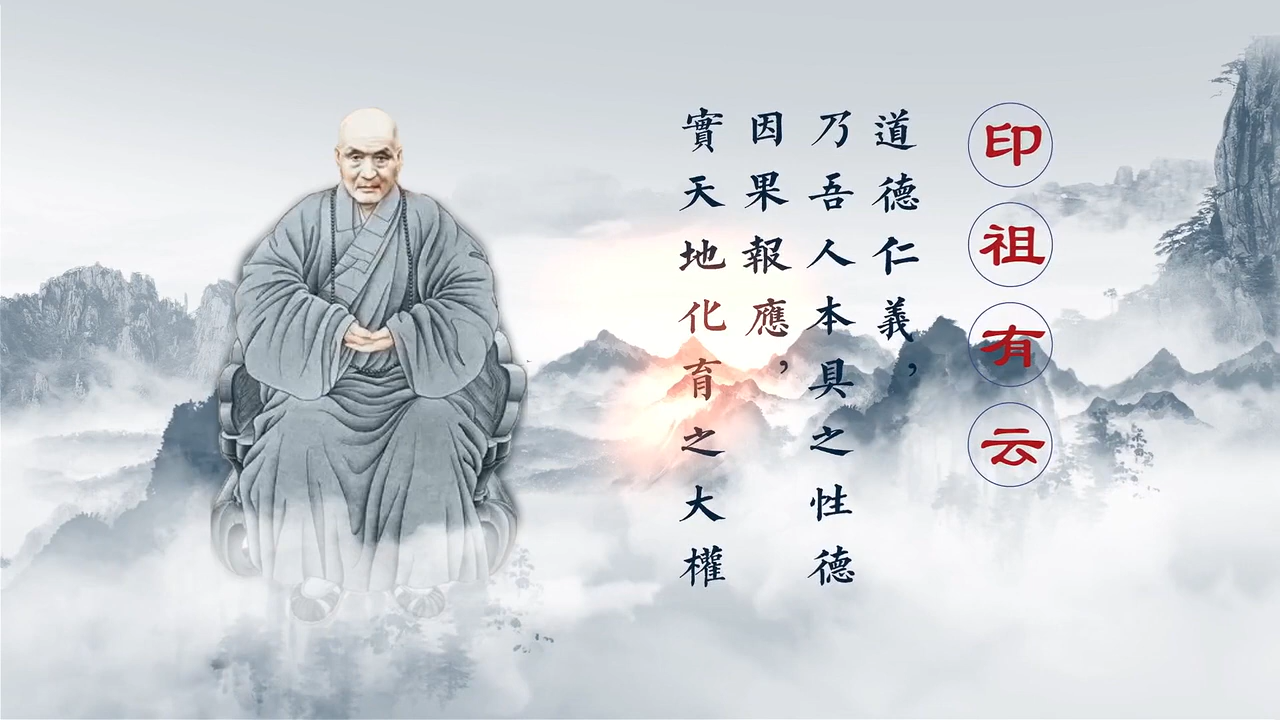 印祖有云
道德仁義，
乃吾人本具之性德
因果報應，
實天地化育之大權